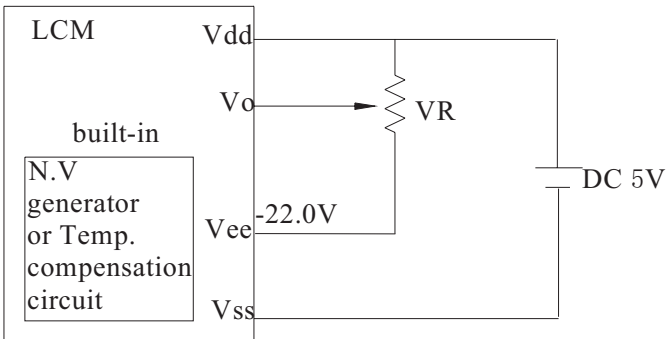 LCM
Vdd
Vo
VR
built-in
N.V
generator
or Temp.
compensation
circuit
DC 5V
-22.0V
Vee
Vss